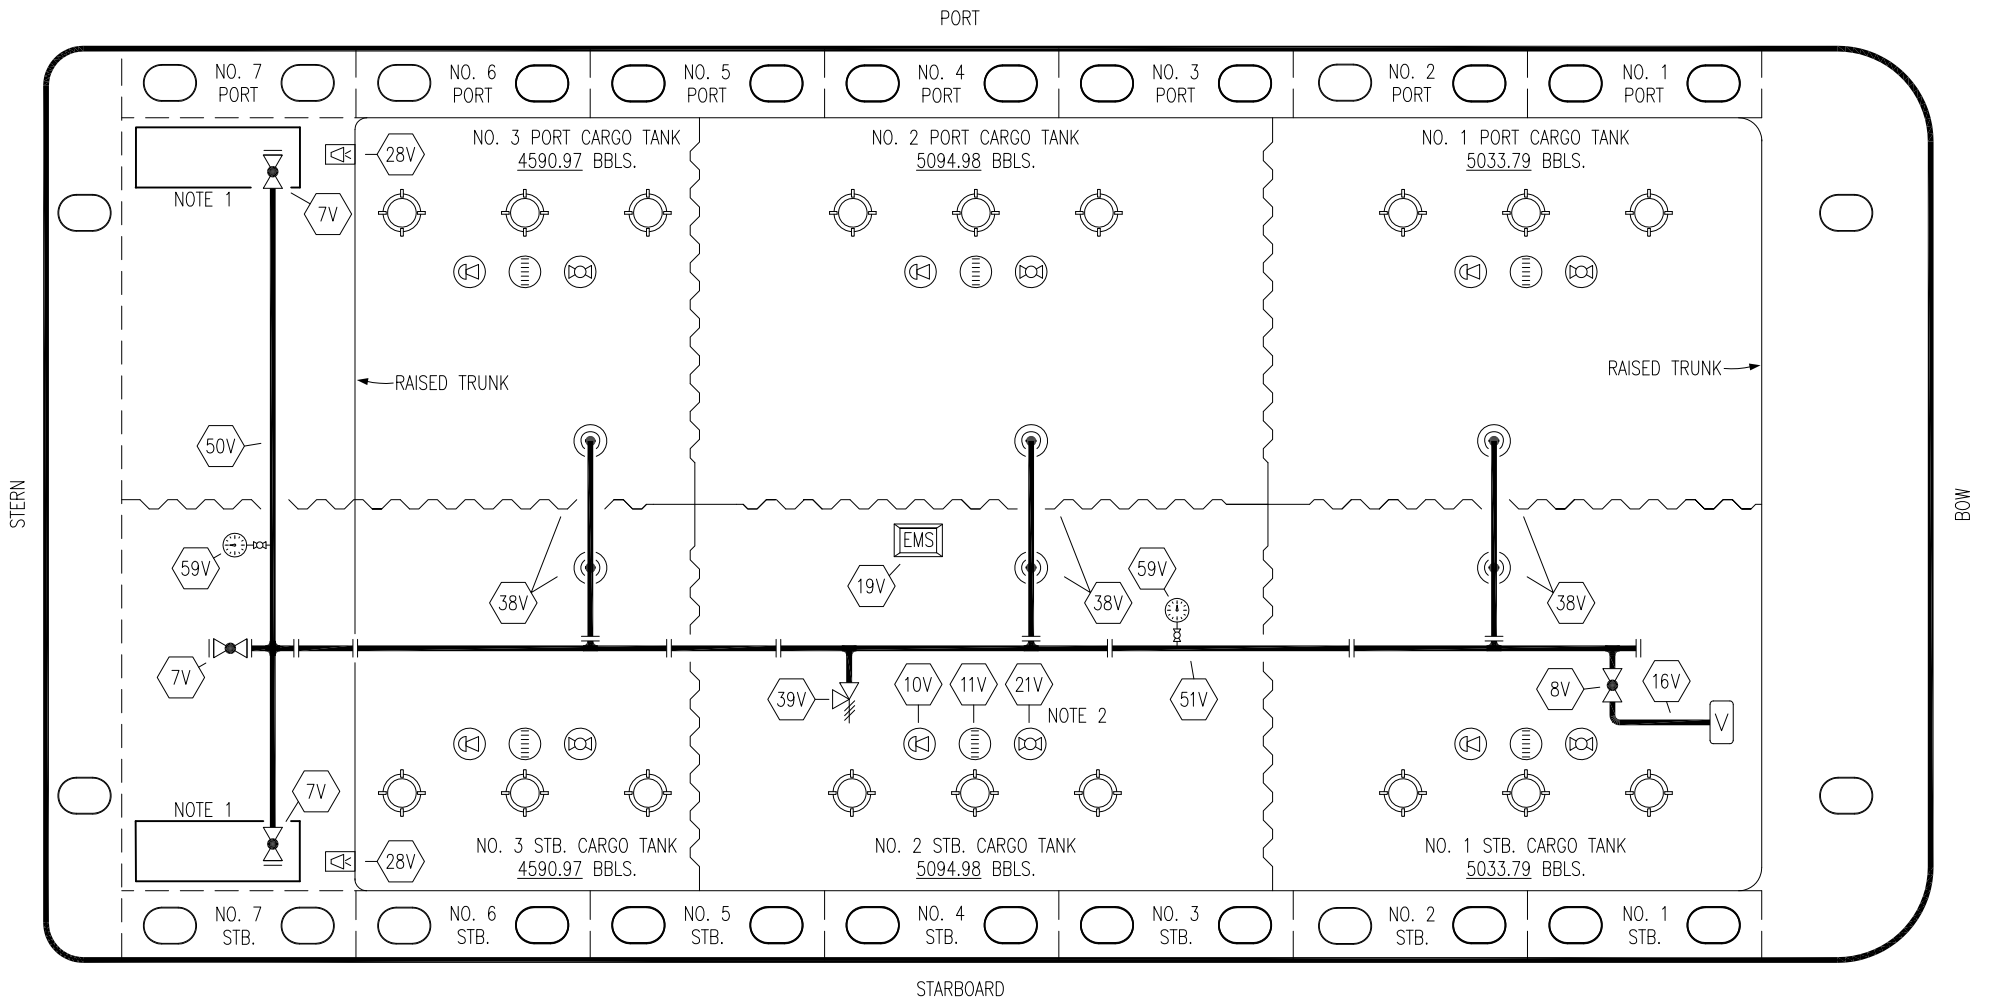 PORT
NO. 7
PORT
NO. 6
PORT
NO. 5
PORT
NO. 4
PORT
NO. 3
PORT
NO. 2
PORT
NO. 1
PORT
NO. 3 PORT CARGO TANK
4590.97 BBLS.
NO. 2 PORT CARGO TANK
5094.98 BBLS.
NO. 1 PORT CARGO TANK
5033.79 BBLS.
28V
NOTE 1
7V
RAISED TRUNK
RAISED TRUNK
50V
STERN
BOW
EMS
59V
19V
59V
38V
38V
38V
7V
39V
10V
11V
21V
51V
8V
16V
NOTE 2
V
7V
NOTE 1
28V
NO. 3 STB. CARGO TANK
4590.97 BBLS.
NO. 2 STB. CARGO TANK
5094.98 BBLS.
NO. 1 STB. CARGO TANK
5033.79 BBLS.
NO. 7
STB.
NO. 6
STB.
NO. 5
STB.
NO. 4
STB.
NO. 3
STB.
NO. 2
STB.
NO. 1
STB.
STARBOARD